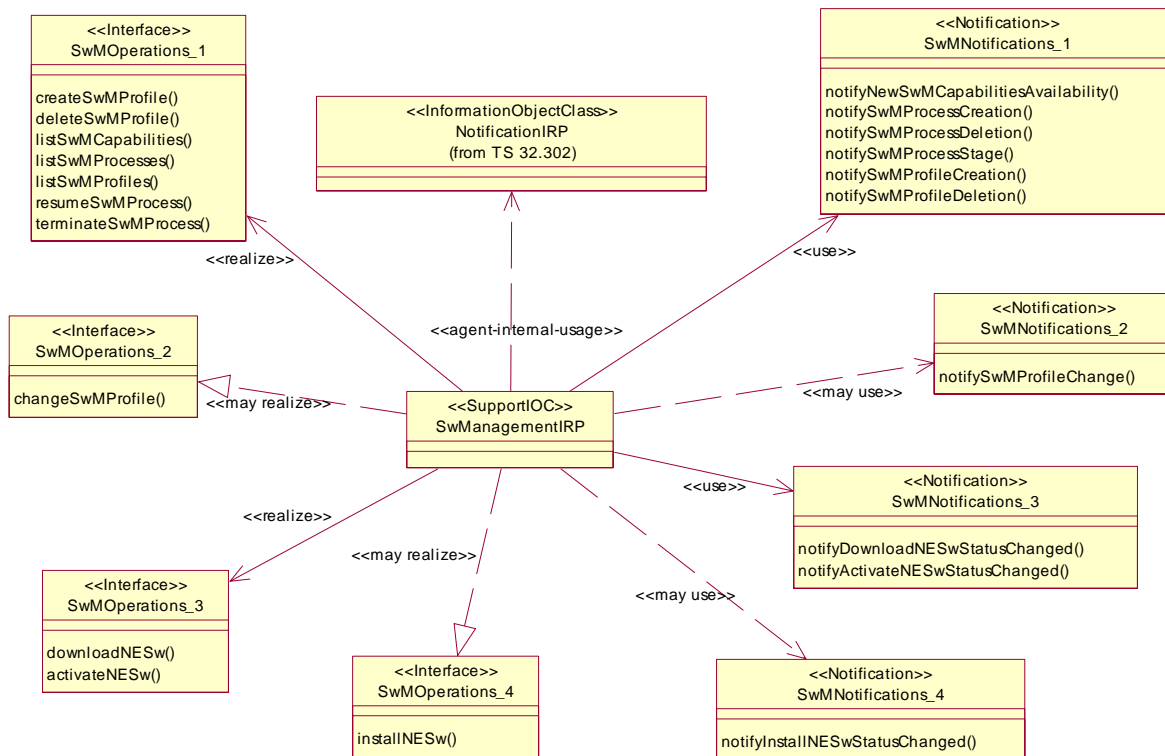 <<Interface>>
SwMOperations_1
createSwMProfile()
deleteSwMProfile()
listSwMCapabilities()
listSwMProcesses()
listSwMProfiles()
resumeSwMProcess()
terminateSwMProcess()
<<InformationObjectClass>>
NotificationIRP
(from TS 32.302)
<<Notification>>
SwMNotifications_1
notifyNewSwMCapabilitiesAvailability()
notifySwMProcessCreation()
notifySwMProcessDeletion()
notifySwMProcessStage()
notifySwMProfileCreation()
notifySwMProfileDeletion()
<<realize>>
<<use>>
<<agent-internal-usage>>
<<Interface>>
SwMOperations_2
changeSwMProfile()
<<may realize>>
<<SupportIOC>>
SwManagementIRP
<<may use>>
<<Notification>>
SwMNotifications_2
notifySwMProfileChange()
<<use>>
<<Notification>>
SwMNotifications_3
notifyDownloadNESwStatusChanged()
notifyActivateNESwStatusChanged()
<<realize>>
<<may realize>>
<<may use>>
<<Interface>>
SwMOperations_3
downloadNESw()
activateNESw()
<<Interface>>
SwMOperations_4
installNESw()
<<Notification>>
SwMNotifications_4
notifyInstallNESwStatusChanged()